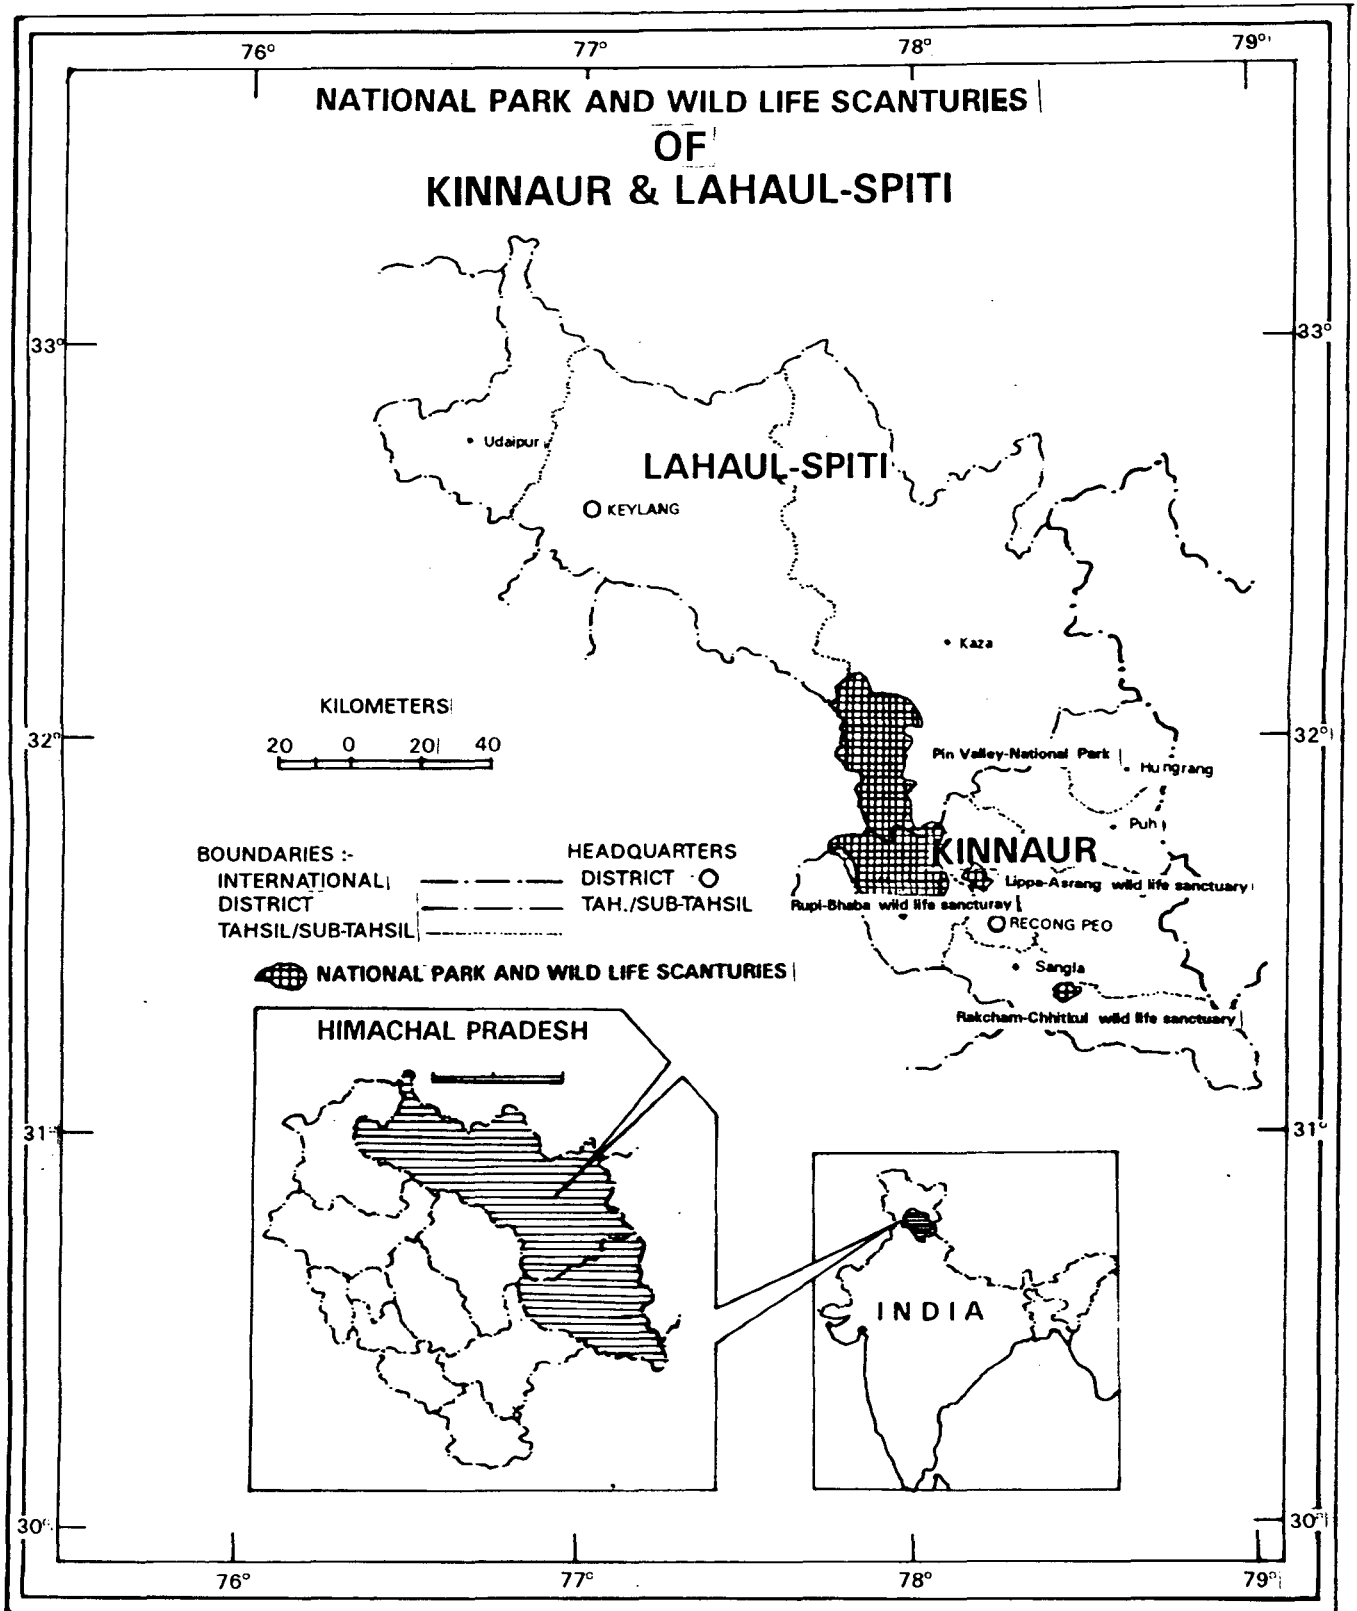 76° 77° 78° 79°
NATIONAL PARK AND WILD LIFE SCANTURIES
OF
KINNAUR & LAHAUL-SPITI
33° 33°
Udaipur
LAHAUL-SPITI
KEYLANG
Kaza
KILOMETERS
20 0 20 40
32° 32°
Pin Valley-National Park
Hungrang
Puh
KINNAUR
Lippa-Asrang wild life sanctuary
Rupi-Bhaba wild life sancturay
RECONG PEO
Sangla
Rakcham-Chhitkul wild life sanctuary
BOUNDARIES :-
INTERNATIONAL
DISTRICT
TAHSIL/SUB-TAHSIL
HEADQUARTERS
DISTRICT
TAH./SUB-TAHSIL
NATIONAL PARK AND WILD LIFE SCANTURIES
HIMACHAL PRADESH
31° 31°
INDIA
30° 30°
76° 77° 78° 79°